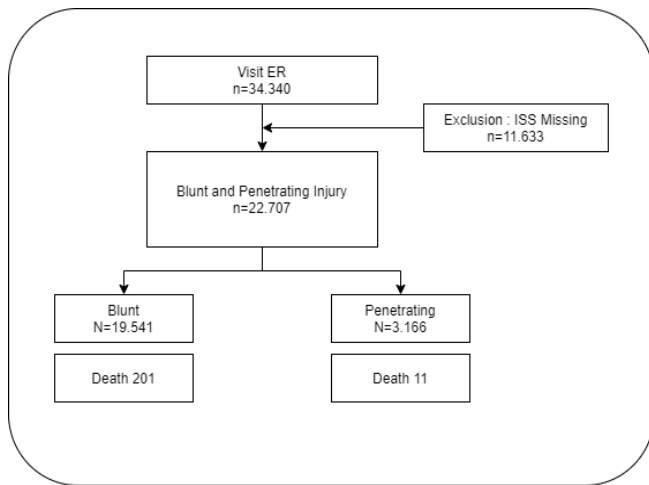 Visit ER
n=34.340
Exclusion : ISS Missing
n=11.633
Blunt and Penetrating Injury
n=22.707
Blunt
N=19.541
Penetrating
N=3.166
Death 201
Death 11